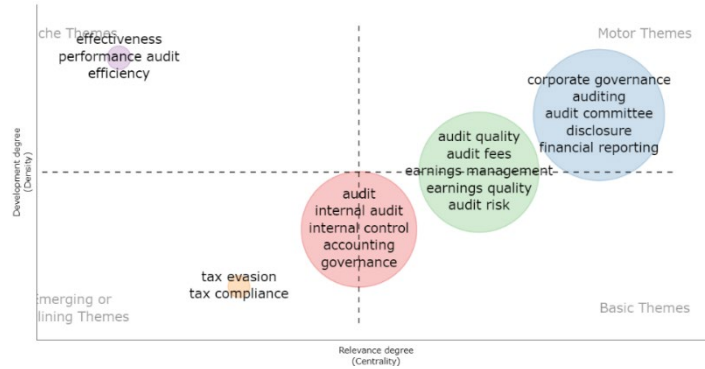 che Themes
Motor Themes
effectiveness
performance audit
efficiency
corporate governance
auditing
audit committee
disclosure
financial reporting
audit quality
audit fees
earnings management
earnings quality
audit risk
audit
internal audit
internal control
accounting
governance
tax evasion
tax compliance
Emerging or
lining Themes
Basic Themes
Development degree
(Density)
Relevance degree
(Centrality)